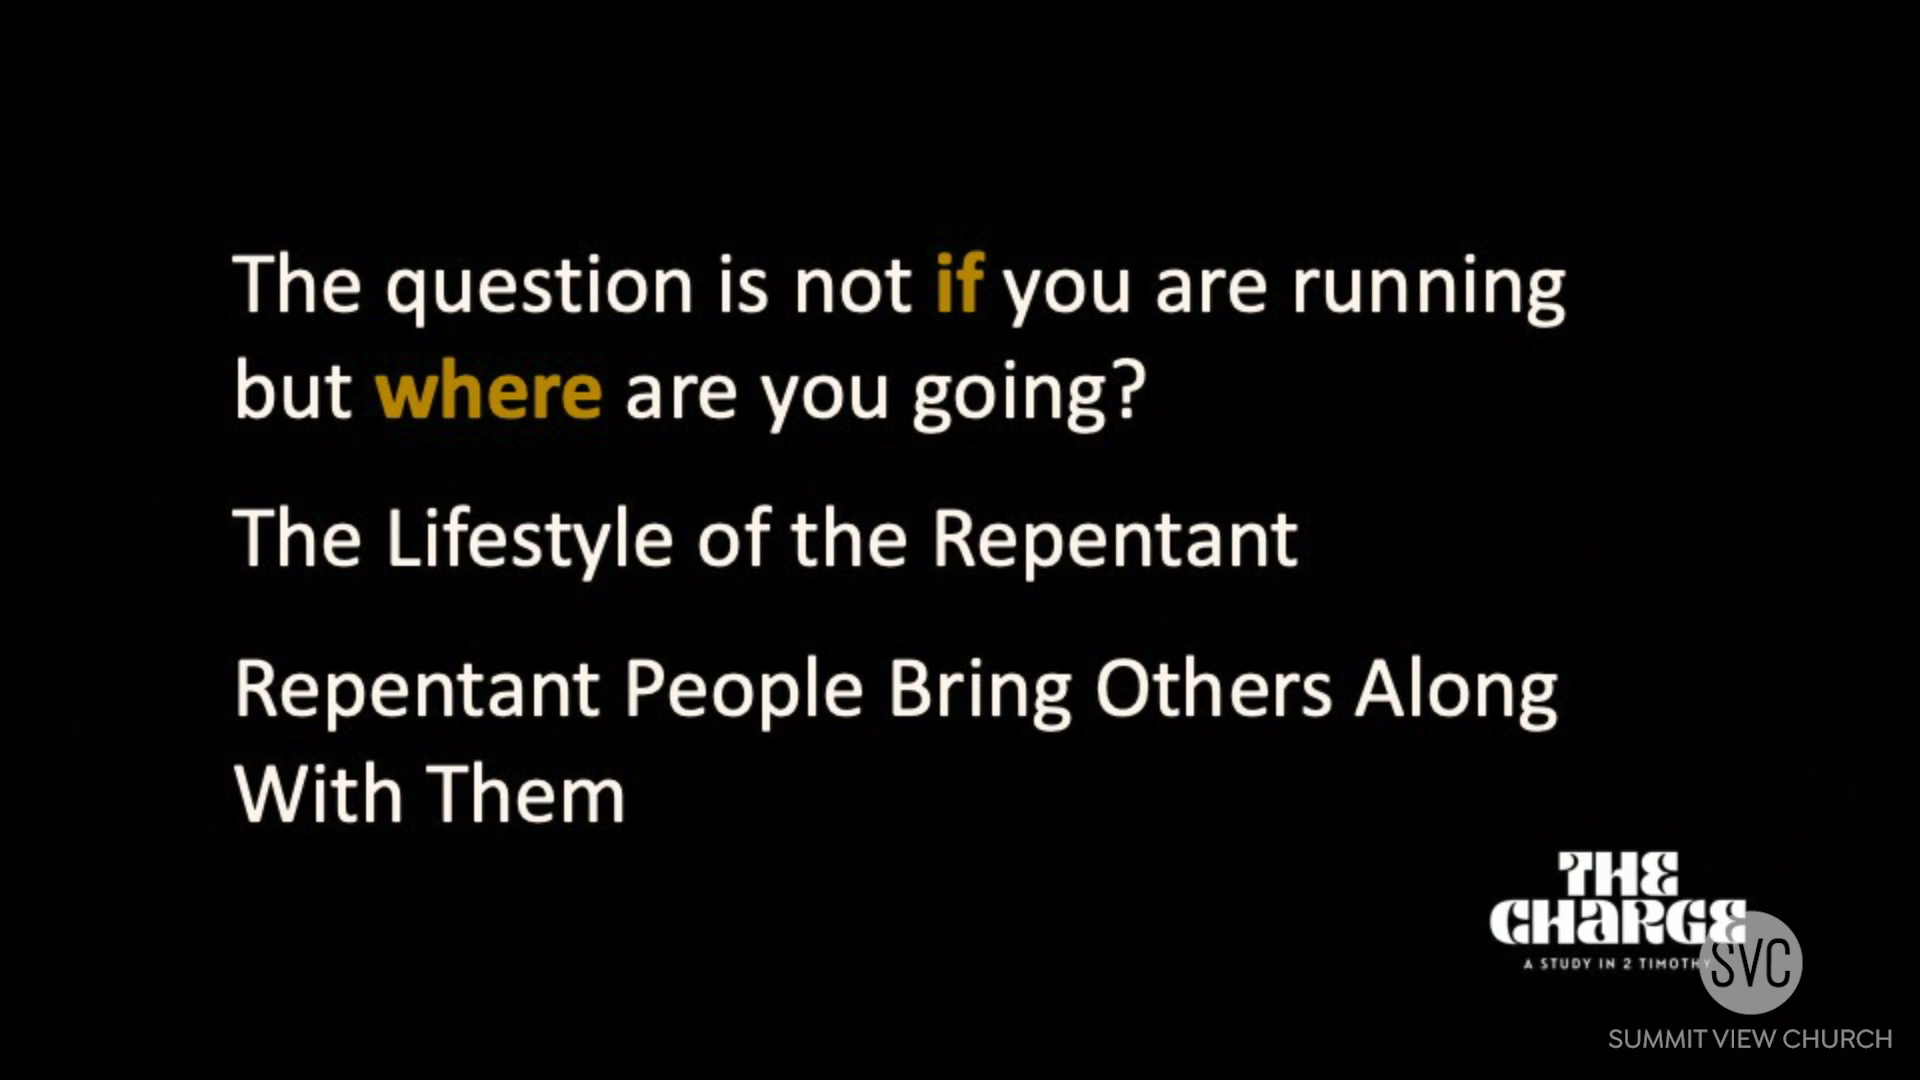 The question is not if you are running
but where are you going?
The Lifestyle of the Repentant
Repentant People Bring Others Along
With Them
THE
CHARGE
A STUDY IN 2 TIMOTHY
SVC
SUMMIT VIEW CHURCH